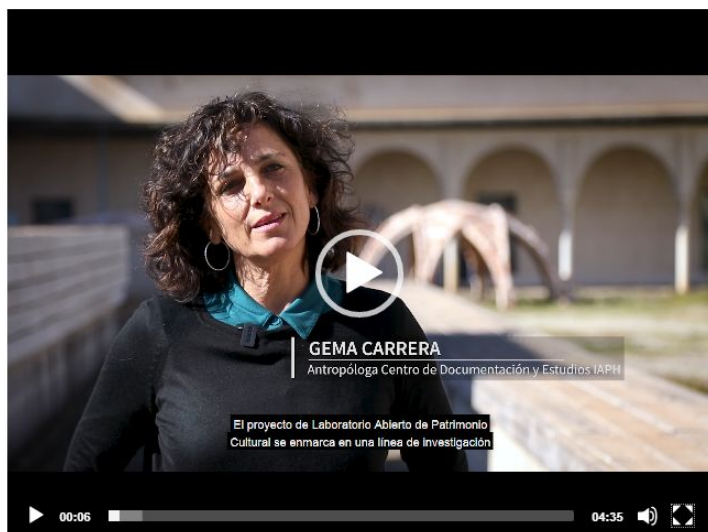 GEMA CARRERA
Antropóloga Centro de Documentación y Estudios IAPH
El proyecto de Laboratorio Abierto de Patrimonio
Cultural se enmarca en una línea de investigación
00:06
04:35